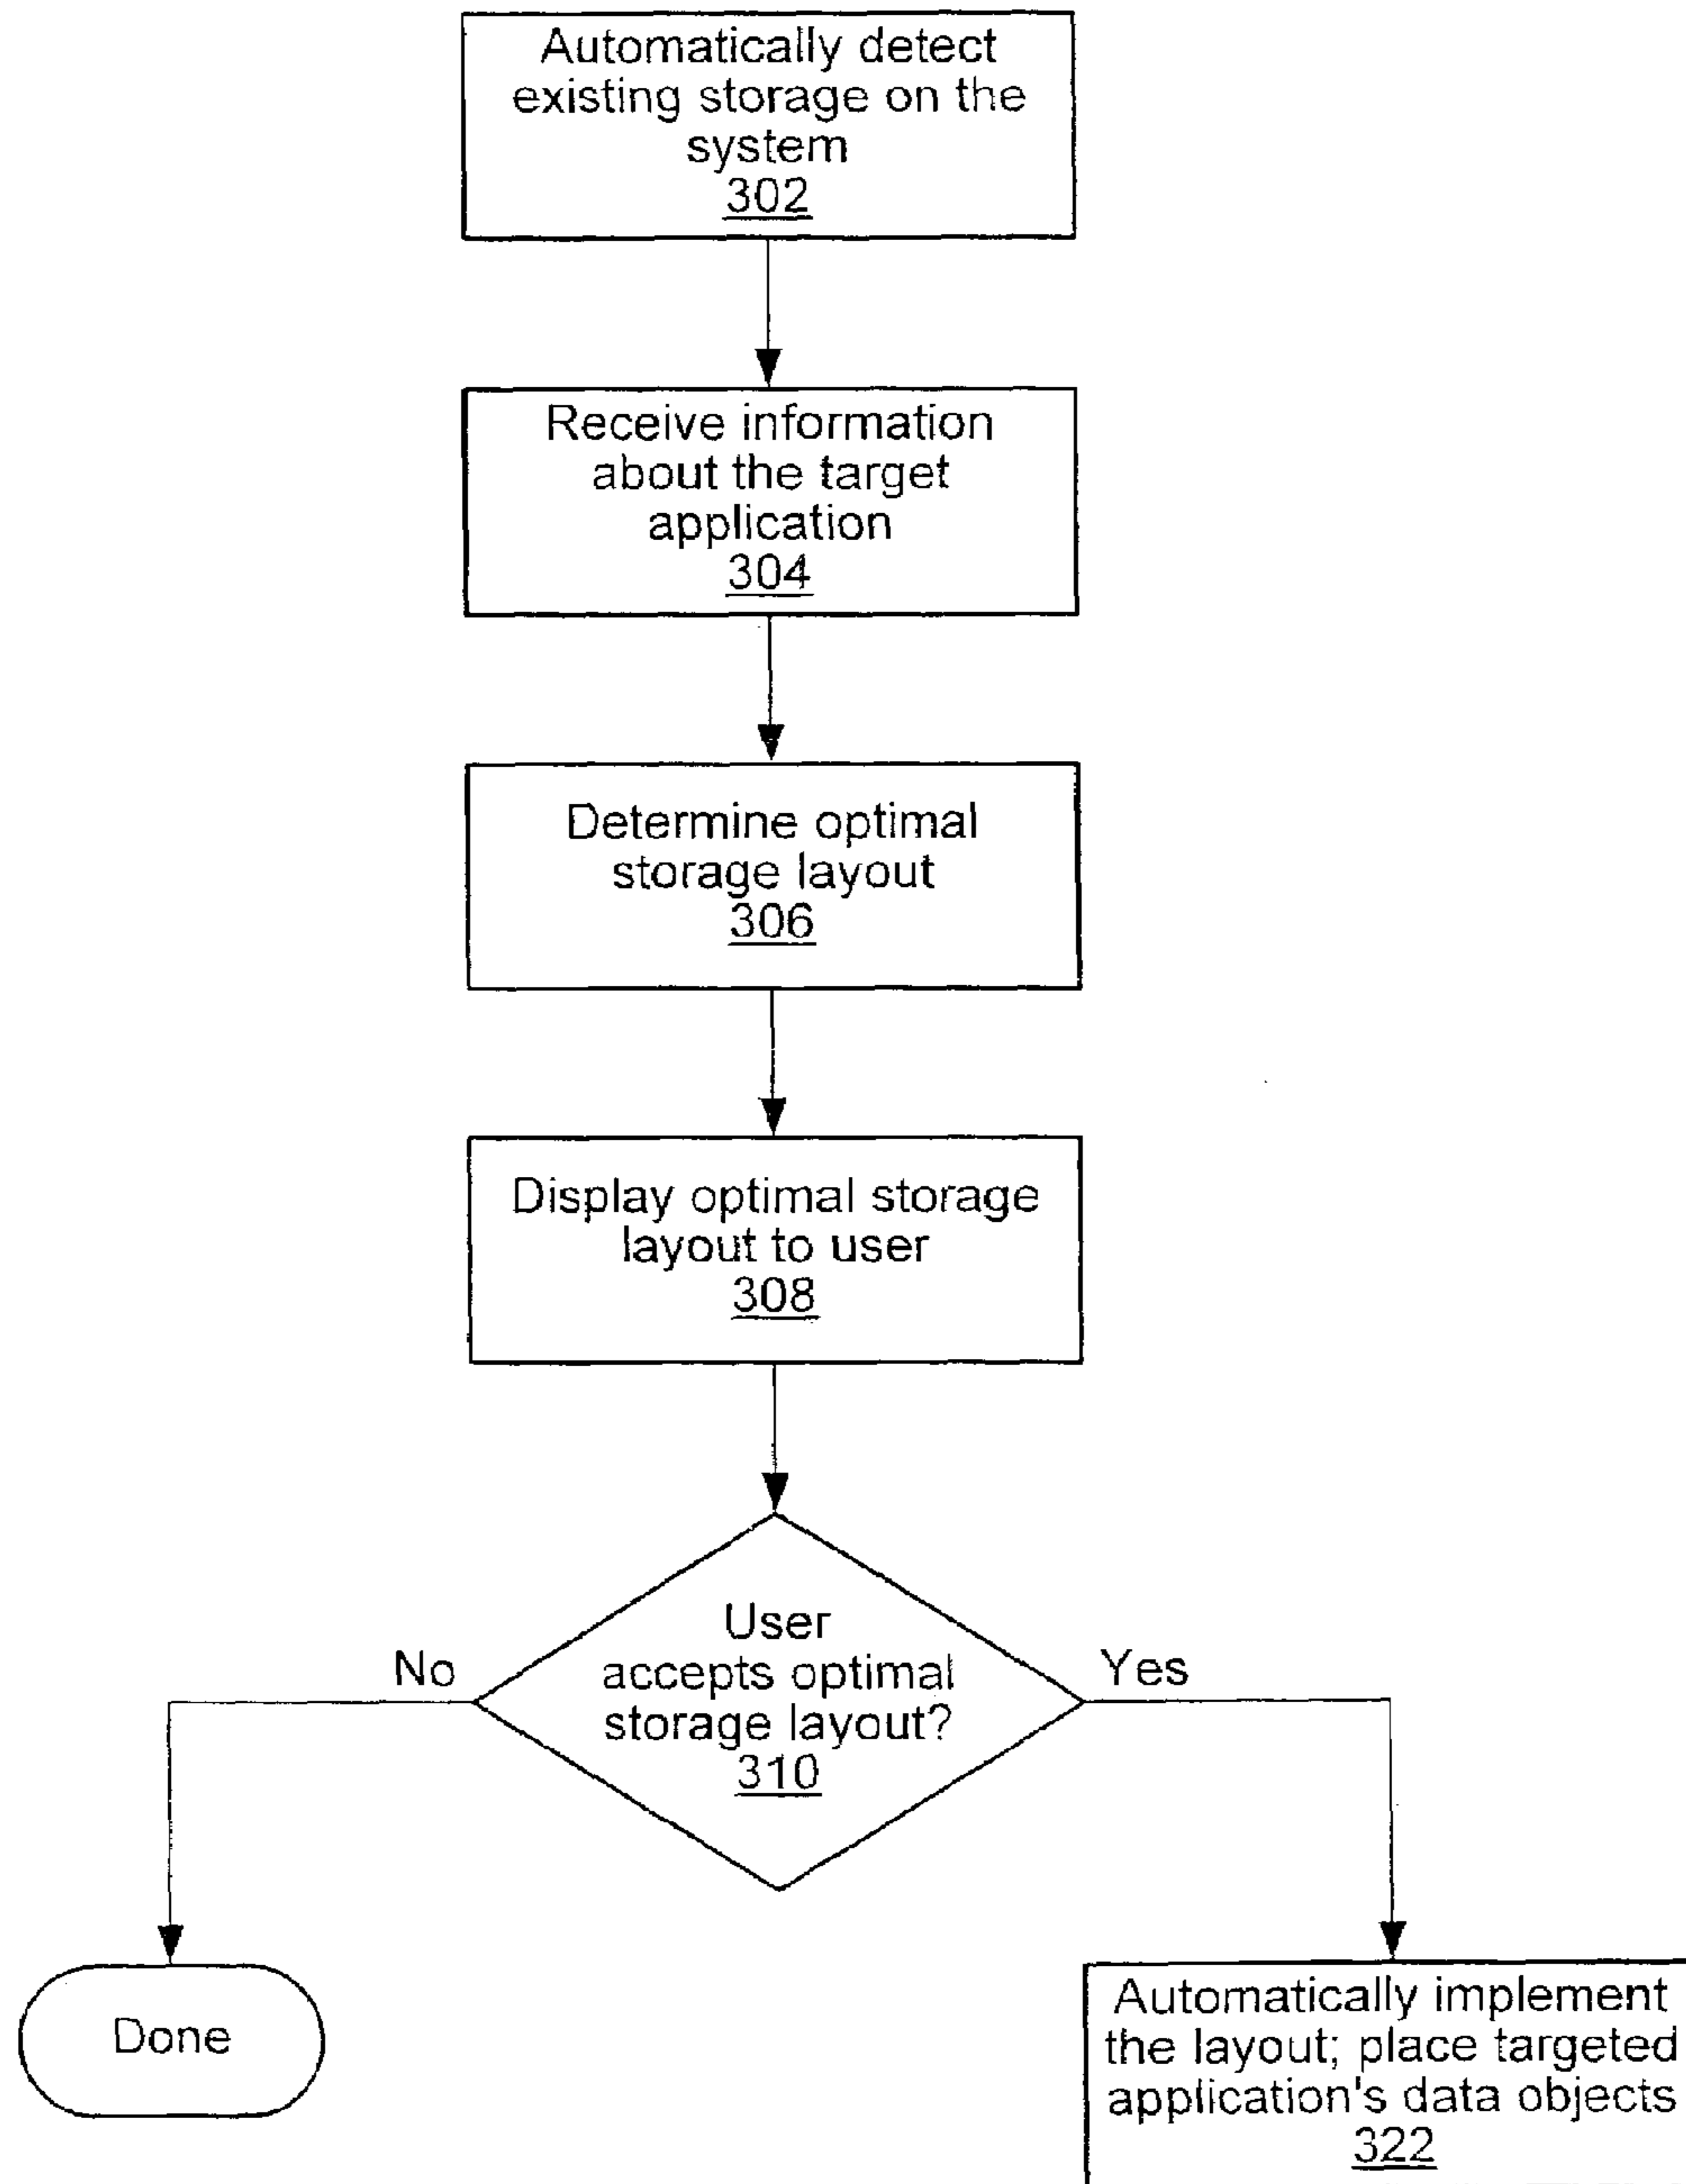 Automatically detect
existing storage on the
system
302
Receive information
about the target
application
304
Determine optimal
storage layout
306
Display optimal storage
layout to user
308
User
accepts optimal
storage layout?
310
No
Yes
Done
Automatically implement
the layout; place targeted
application's data objects
322